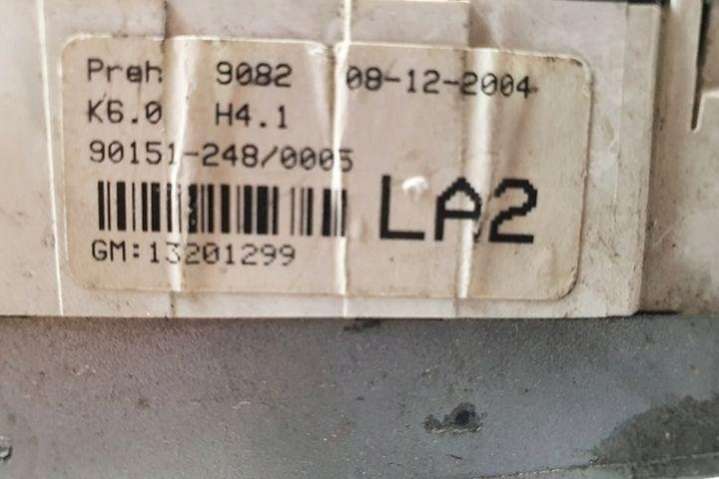 Preh 9082 08-12-2004
K6.0 H4.1
90151-248/0005
LA2
GM:13201299